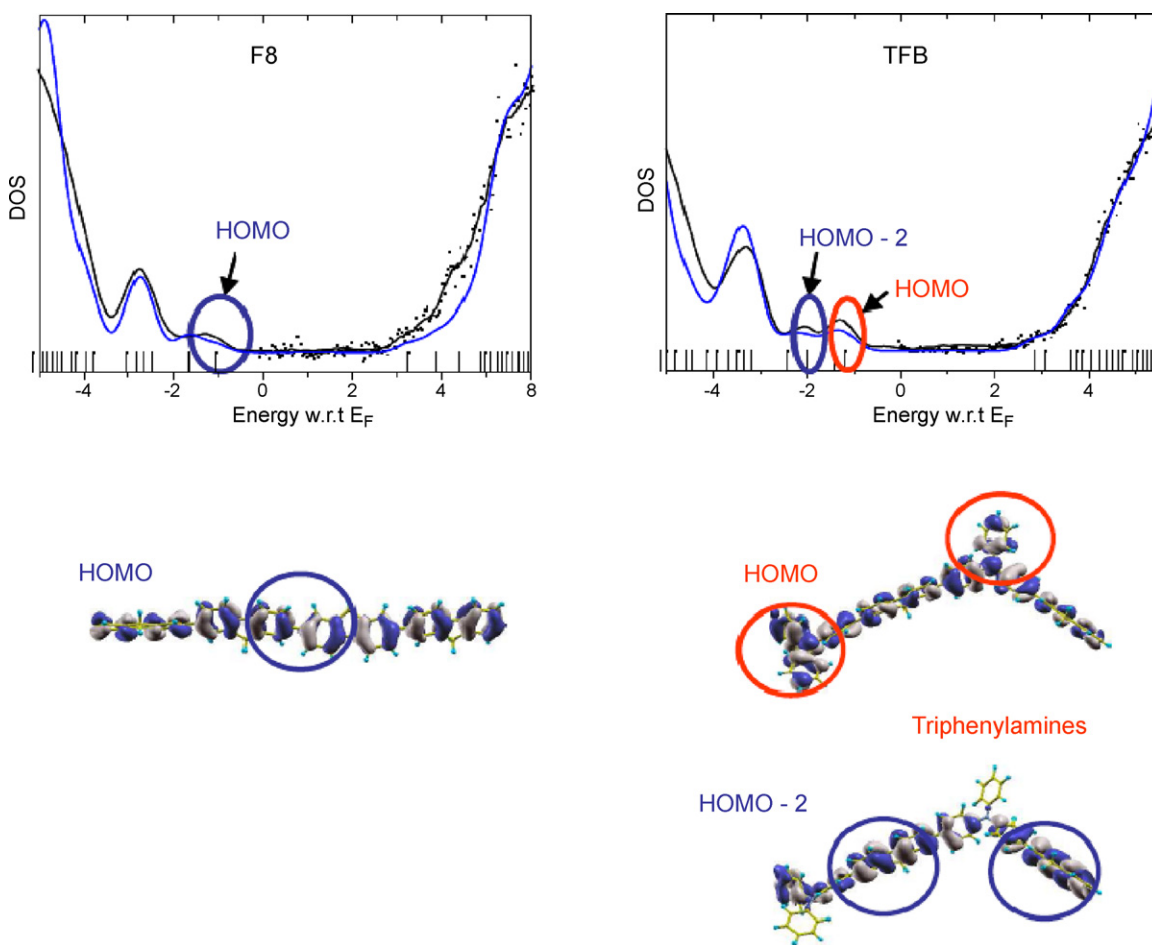 F8
DOS
HOMO
-4 -2 0 2 4 6 8
Energy w.r.t E_F
TFB
DOS
HOMO - 2
HOMO
-4 -2 0 2 4
Energy w.r.t E_F
HOMO
HOMO
Triphenylamines
HOMO - 2